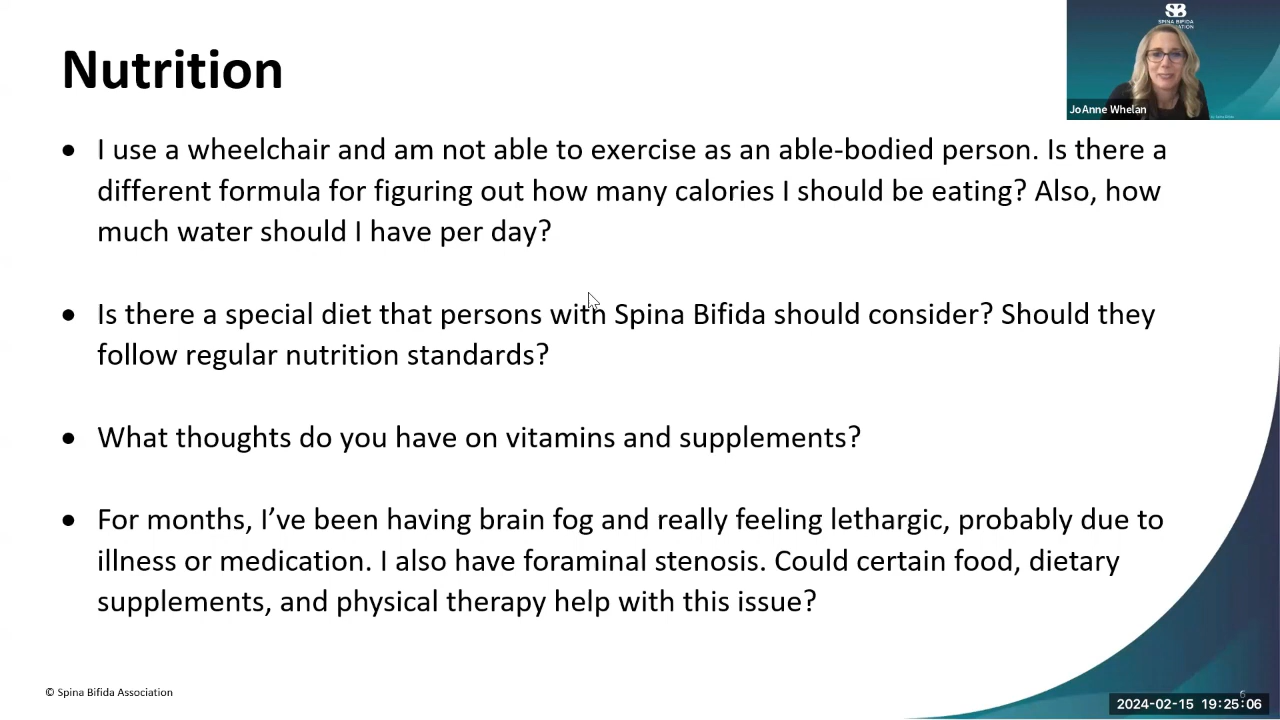 Nutrition
SB
SPINA BIFIDA
JoAnne Whelan
• I use a wheelchair and am not able to exercise as an able-bodied person. Is there a
different formula for figuring out how many calories I should be eating? Also, how
much water should I have per day?
• Is there a special diet that persons with Spina Bifida should consider? Should they
follow regular nutrition standards?
• What thoughts do you have on vitamins and supplements?
• For months, I’ve been having brain fog and really feeling lethargic, probably due to
illness or medication. I also have foraminal stenosis. Could certain food, dietary
supplements, and physical therapy help with this issue?
© Spina Bifida Association
6
2024-02-15 19:25:06